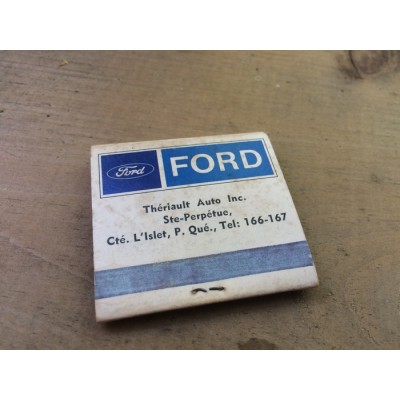 Ford FORD
Thériault Auto Inc.
Ste-Perpétue,
Cté. L'Islet, P. Qué., Tel: 166-167